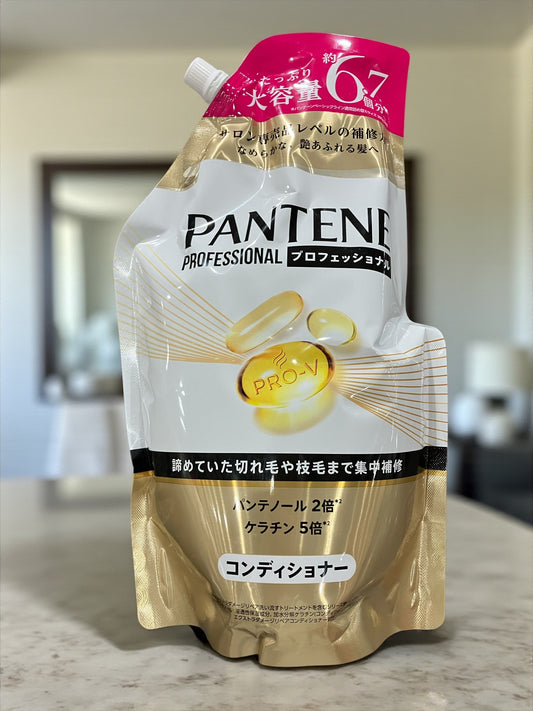 たっぷり
大容量
約6.7個分
サロン専売品レベルの補修力
なめらかな、艶あふれる髪へ
PANTENE
PROFESSIONAL プロフェッショナル
PRO-V
諦めていた切れ毛や枝毛まで集中補修
パンテノール 2倍*2
ケラチン 5倍*2
コンディショナー